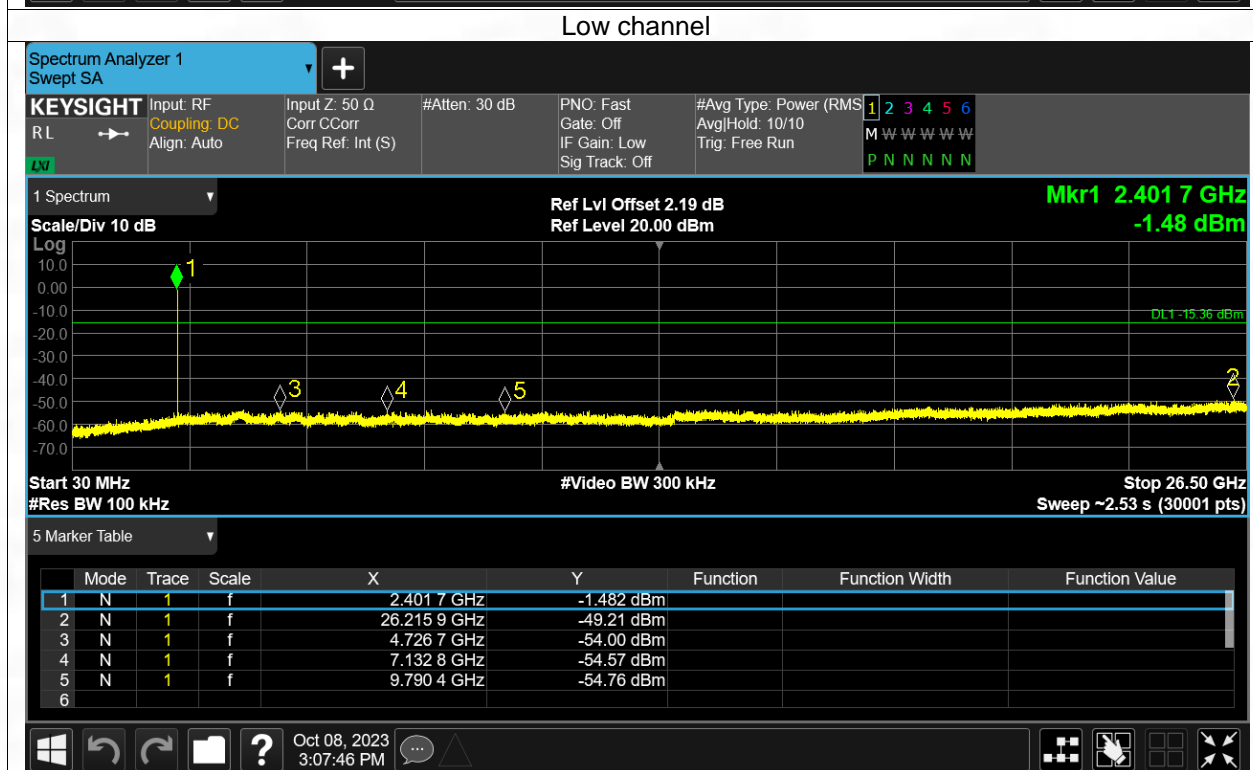 Low channel
Spectrum Analyzer 1
Swept SA
+
KEYSIGHT
RL
LXI
Input: RF
Coupling: DC
Align: Auto
Input Z: 50 Ω
Corr CCorr
Freq Ref: Int (S)
#Atten: 30 dB
PNO: Fast
Gate: Off
IF Gain: Low
Sig Track: Off
#Avg Type: Power (RMS
Avg|Hold: 10/10
Trig: Free Run
1 2 3 4 5 6
M W W W W W
P N N N N N
1 Spectrum
Scale/Div 10 dB
Ref Lvl Offset 2.19 dB
Ref Level 20.00 dBm
Mkr1 2.401 7 GHz
-1.48 dBm
Log
10.0
0.00
-10.0
-20.0
-30.0
-40.0
-50.0
-60.0
-70.0
1
DL1 -15.36 dBm
3
4
5
2
Start 30 MHz
#Video BW 300 kHz
Stop 26.50 GHz
#Res BW 100 kHz
Sweep ~2.53 s (30001 pts)
5 Marker Table
Mode Trace Scale X Y Function Function Width Function Value
1 N 1 f 2.401 7 GHz -1.482 dBm
2 N 1 f 26.215 9 GHz -49.21 dBm
3 N 1 f 4.726 7 GHz -54.00 dBm
4 N 1 f 7.132 8 GHz -54.57 dBm
5 N 1 f 9.790 4 GHz -54.76 dBm
6
?
Oct 08, 2023
3:07:46 PM